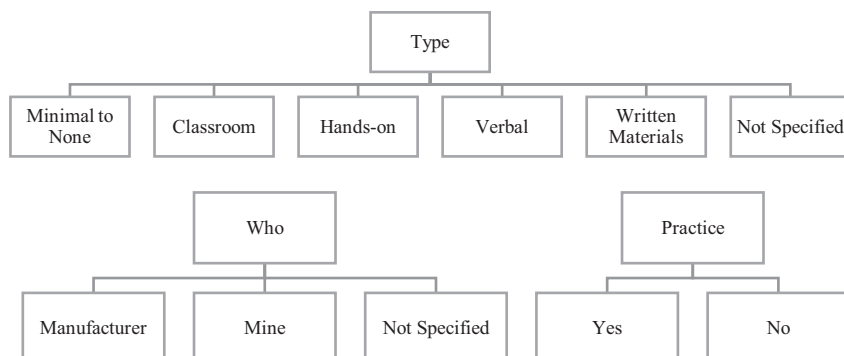 Type
Minimal to
None
Classroom
Hands-on
Verbal
Written
Materials
Not Specified
Who
Practice
Manufacturer
Mine
Not Specified
Yes
No